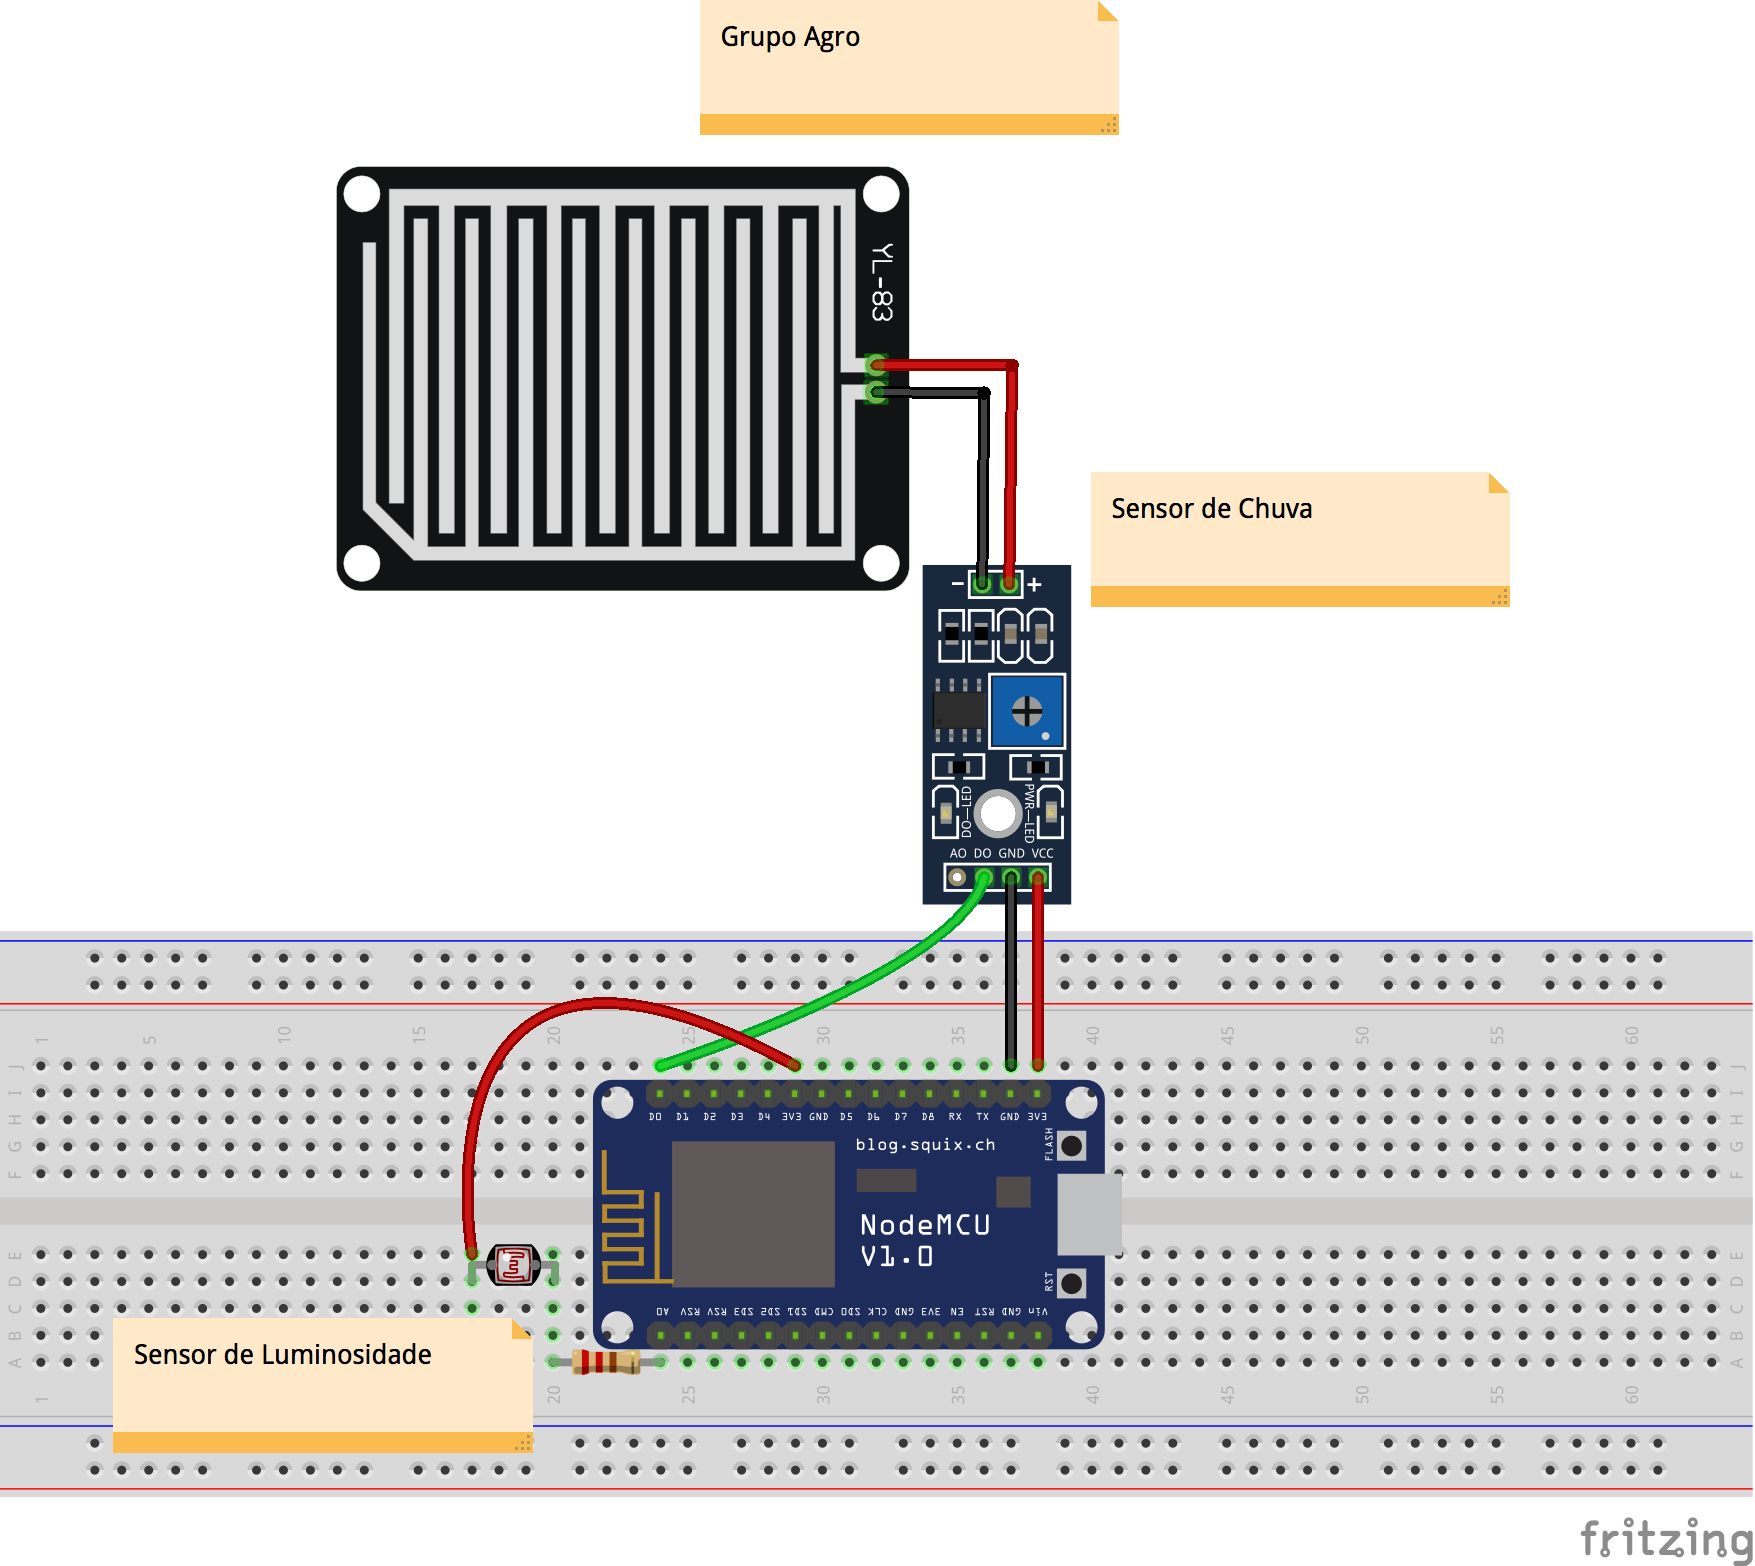 Grupo Agro
YL-83
Sensor de Chuva
- +
DO-LED
PWR-LED
AO DO GND VCC
1 5 10 15 20 25 30 35 40 45 50 55 60
J J
I I
H H
G G
F F
D0 D1 D2 D3 D4 3V3 GND D5 D6 D7 D8 RX TX GND 3V3
blog.squix.ch
FLASH
NodeMCU
V1.0
RST
A0 RSV RSV SD3 SD2 SD1 CMD SD0 CLK GND 3V3 EN RST GND Vin
E E
D D
C C
B B
A A
Sensor de Luminosidade
1 20 25 30 35 40 45 50 55 60
fritzing